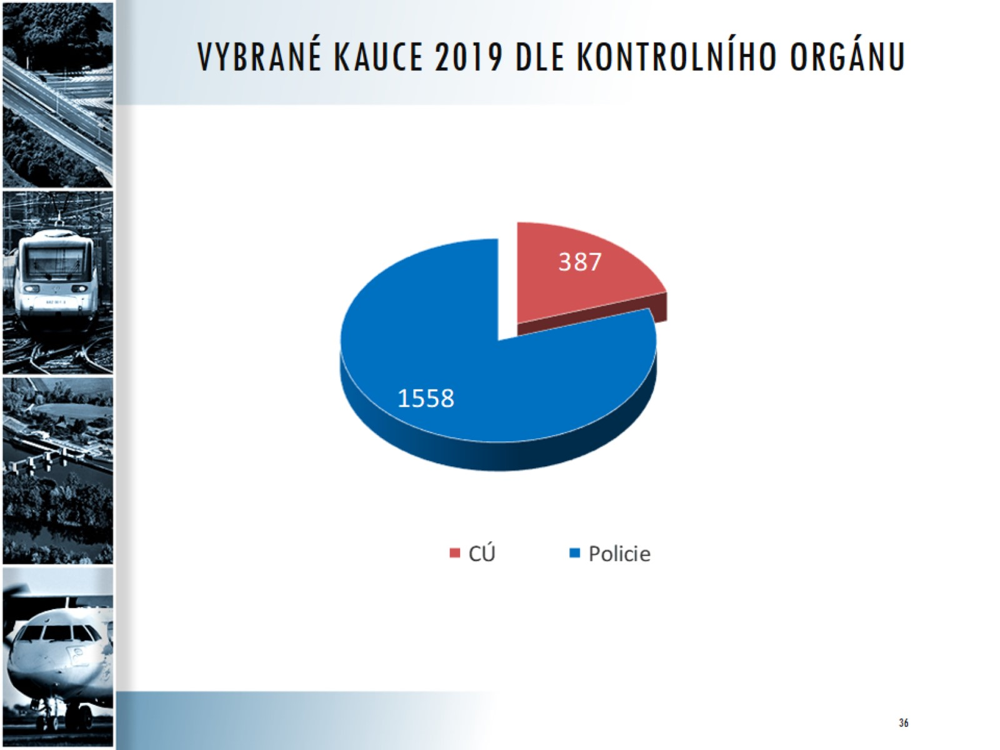 VYBRANÉ KAUCE 2019 DLE KONTROLNÍHO ORGÁNU
387
1558
CÚ
Policie
36